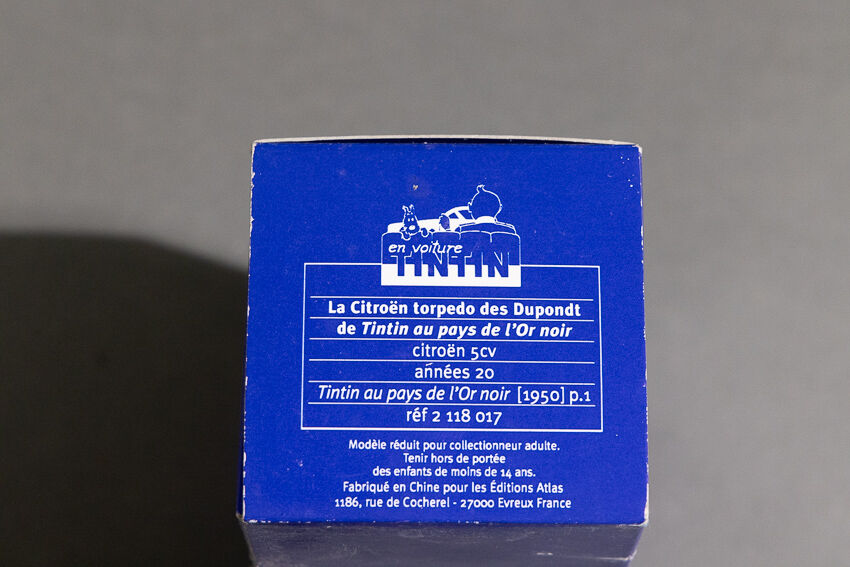 en voiture
TINTIN
La Citroën torpedo des Dupondt
de Tintin au pays de l'Or noir
citroën 5cv
années 20
Tintin au pays de l'Or noir [1950] p.1
réf 2 118 017
Modèle réduit pour collectionneur adulte.
Tenir hors de portée
des enfants de moins de 14 ans.
Fabriqué en Chine pour les Éditions Atlas
1186, rue de Cocherel - 27000 Evreux France